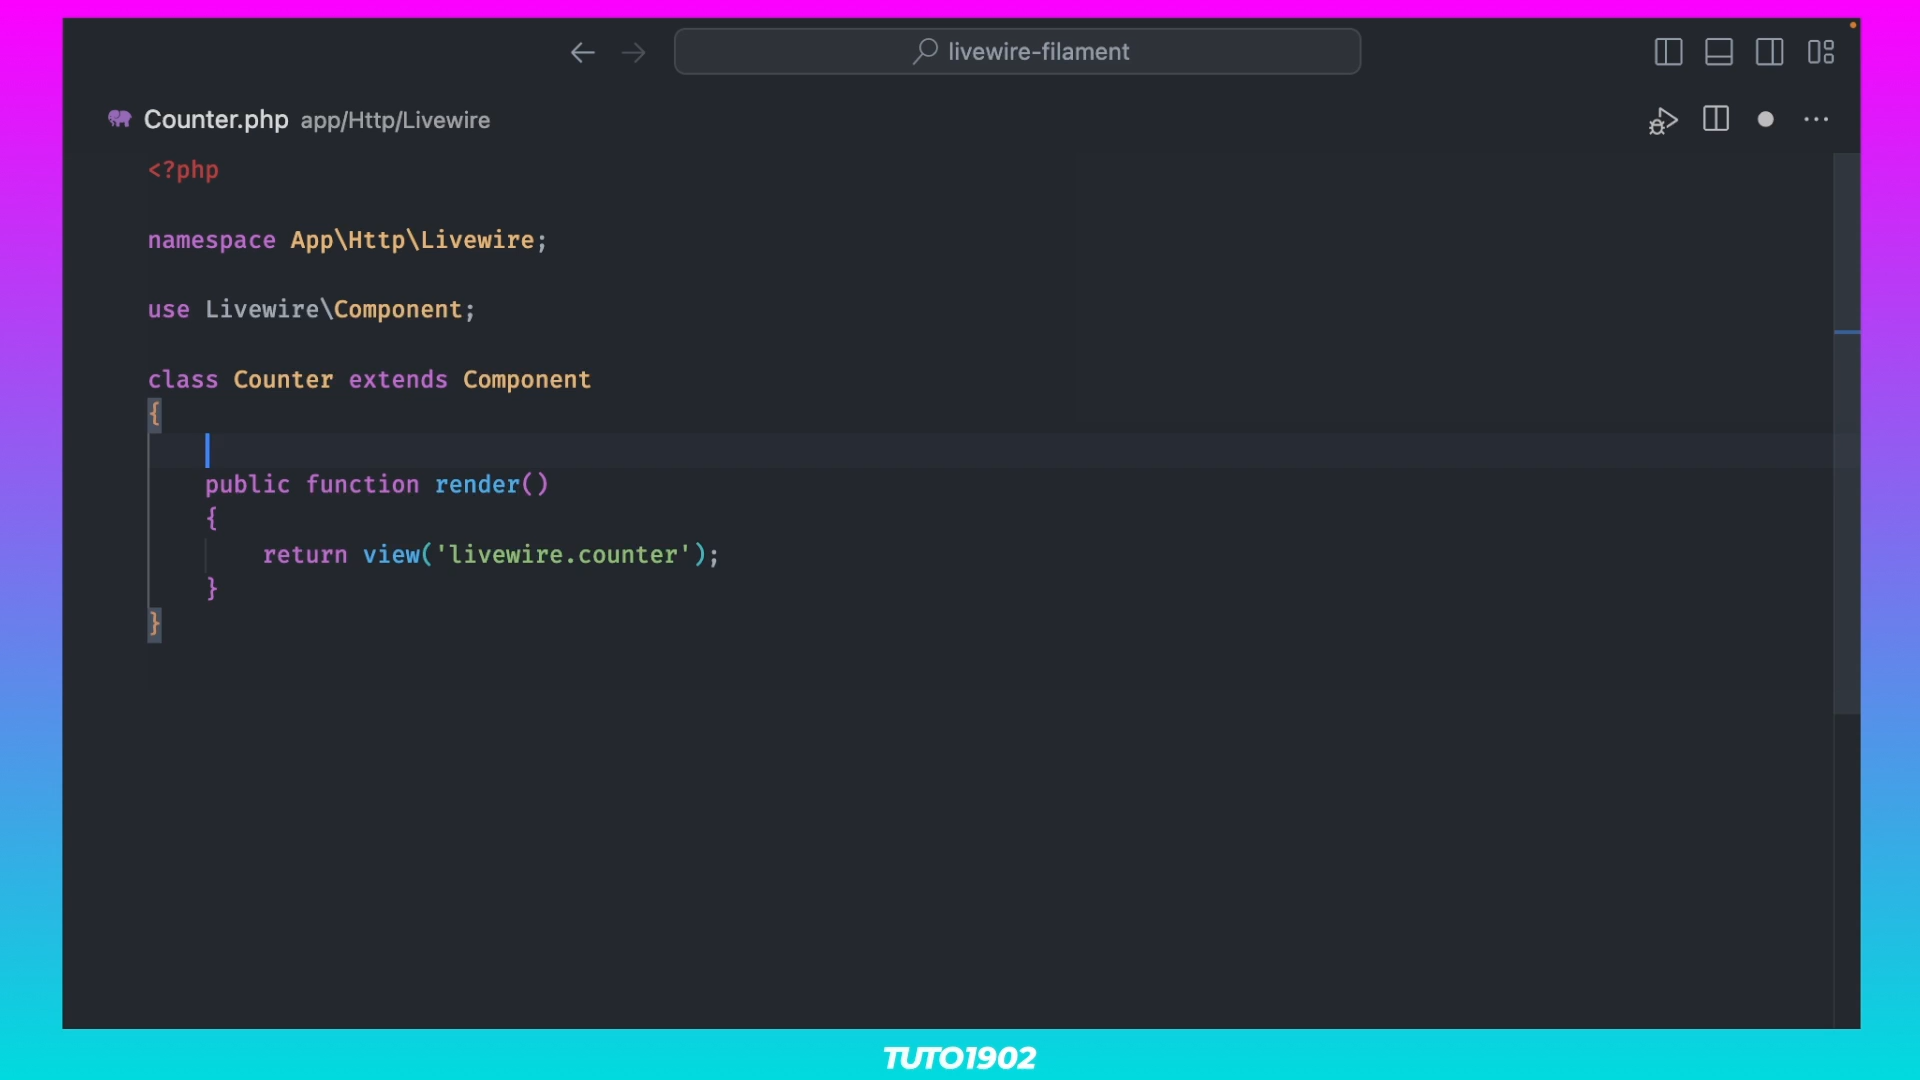 livewire-filament
Counter.php app/Http/Livewire
<?php
namespace App\Http\Livewire;
use Livewire\Component;
class Counter extends Component
{
public function render()
{
return view('livewire.counter');
}
}
TUTO1902